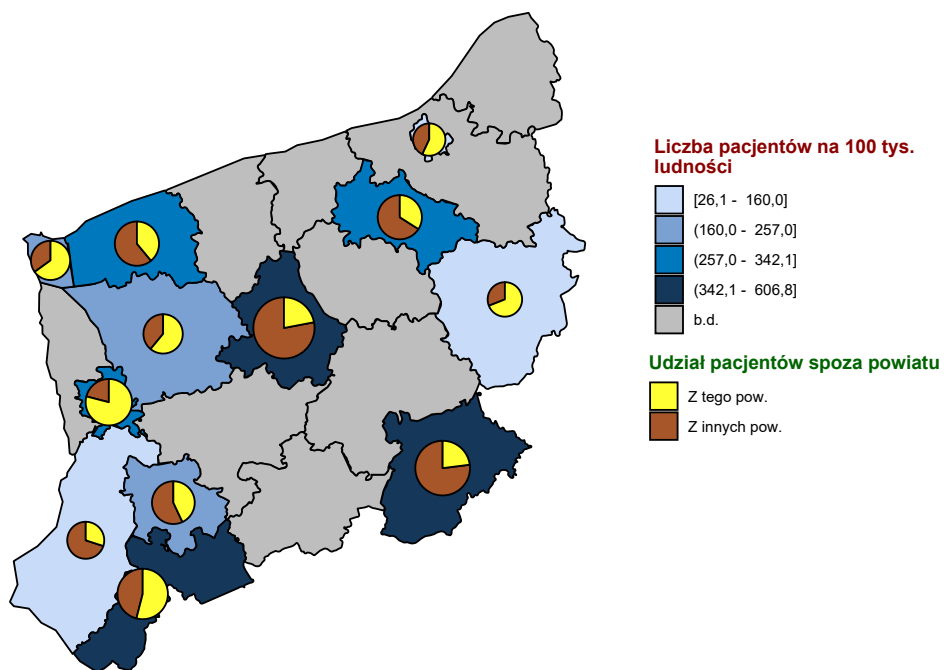 Liczba pacjentów na 100 tys.
ludności
[26,1 - 160,0]
(160,0 - 257,0]
(257,0 - 342,1]
(342,1 - 606,8]
b.d.
Udział pacjentów spoza powiatu
Z tego pow.
Z innych pow.